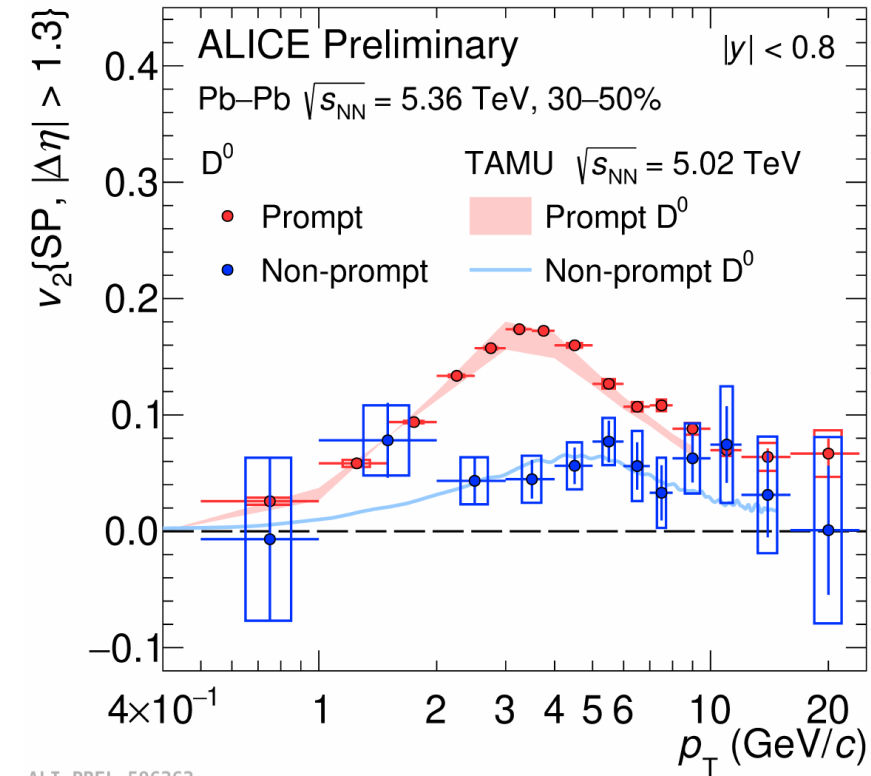 ALICE Preliminary
|y| < 0.8
Pb–Pb √sNN = 5.36 TeV, 30–50%
D⁰
TAMU √sNN = 5.02 TeV
Prompt
Prompt D⁰
Non-prompt
Non-prompt D⁰
v₂{SP, |Δη| > 1.3}
0.4
0.3
0.2
0.1
0.0
−0.1
4×10⁻¹ 1 2 3 4 5 6 10 20
pT (GeV/c)